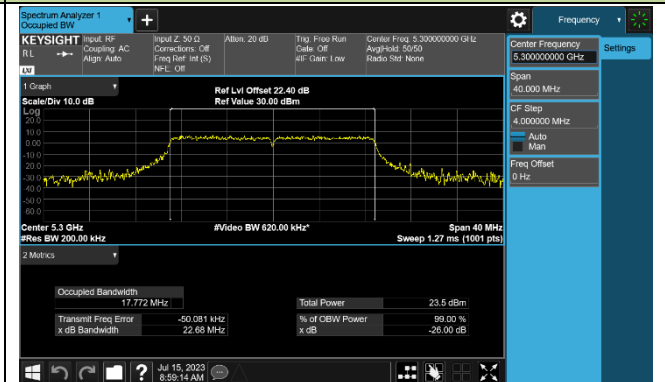 Spectrum Analyzer 1
Occupied BW
+
Frequency
KEYSIGHT
RL
LXI
Input: RF
Coupling: AC
Align: Auto
Input Z: 50 Ω
Corrections: Off
Freq Ref: Int (S)
NFE: Off
Atten: 20 dB
Trig: Free Run
Gate: Off
#IF Gain: Low
Center Freq: 5.300000000 GHz
Avg|Hold: 50/50
Radio Std: None
Center Frequency
5.300000000 GHz
Settings
Span
40.000 MHz
CF Step
4.000000 MHz
Auto
Man
Freq Offset
0 Hz
1 Graph
Scale/Div 10.0 dB
Ref Lvl Offset 22.40 dB
Ref Value 30.00 dBm
Log
20.0
10.0
0.00
-10.0
-20.0
-30.0
-40.0
-50.0
-60.0
Center 5.3 GHz
#Video BW 620.00 kHz*
Span 40 MHz
#Res BW 200.00 kHz
Sweep 1.27 ms (1001 pts)
2 Metrics
Occupied Bandwidth
17.772 MHz
Total Power 23.5 dBm
Transmit Freq Error -50.081 kHz
% of OBW Power 99.00 %
x dB Bandwidth 22.68 MHz
x dB -26.00 dB
?
Jul 15, 2023
8:59:14 AM